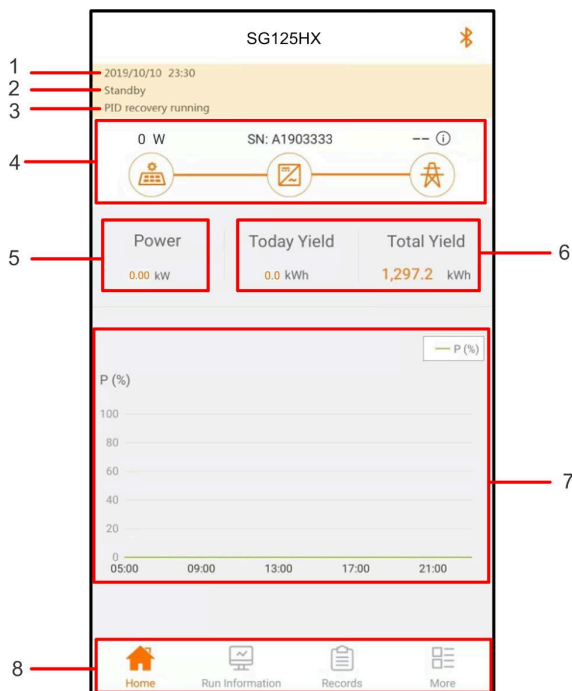 SG125HX
1
2019/10/10 23:30
2
Standby
3
PID recovery running
4
0 W SN: A1903333 -- i
5
Power Today Yield Total Yield
6
0.00 kW 0.0 kWh 1,297.2 kWh
P (%)
P (%)
100
80
60
40
20
0
7
05:00 09:00 13:00 17:00 21:00
8
Home Run Information Records More